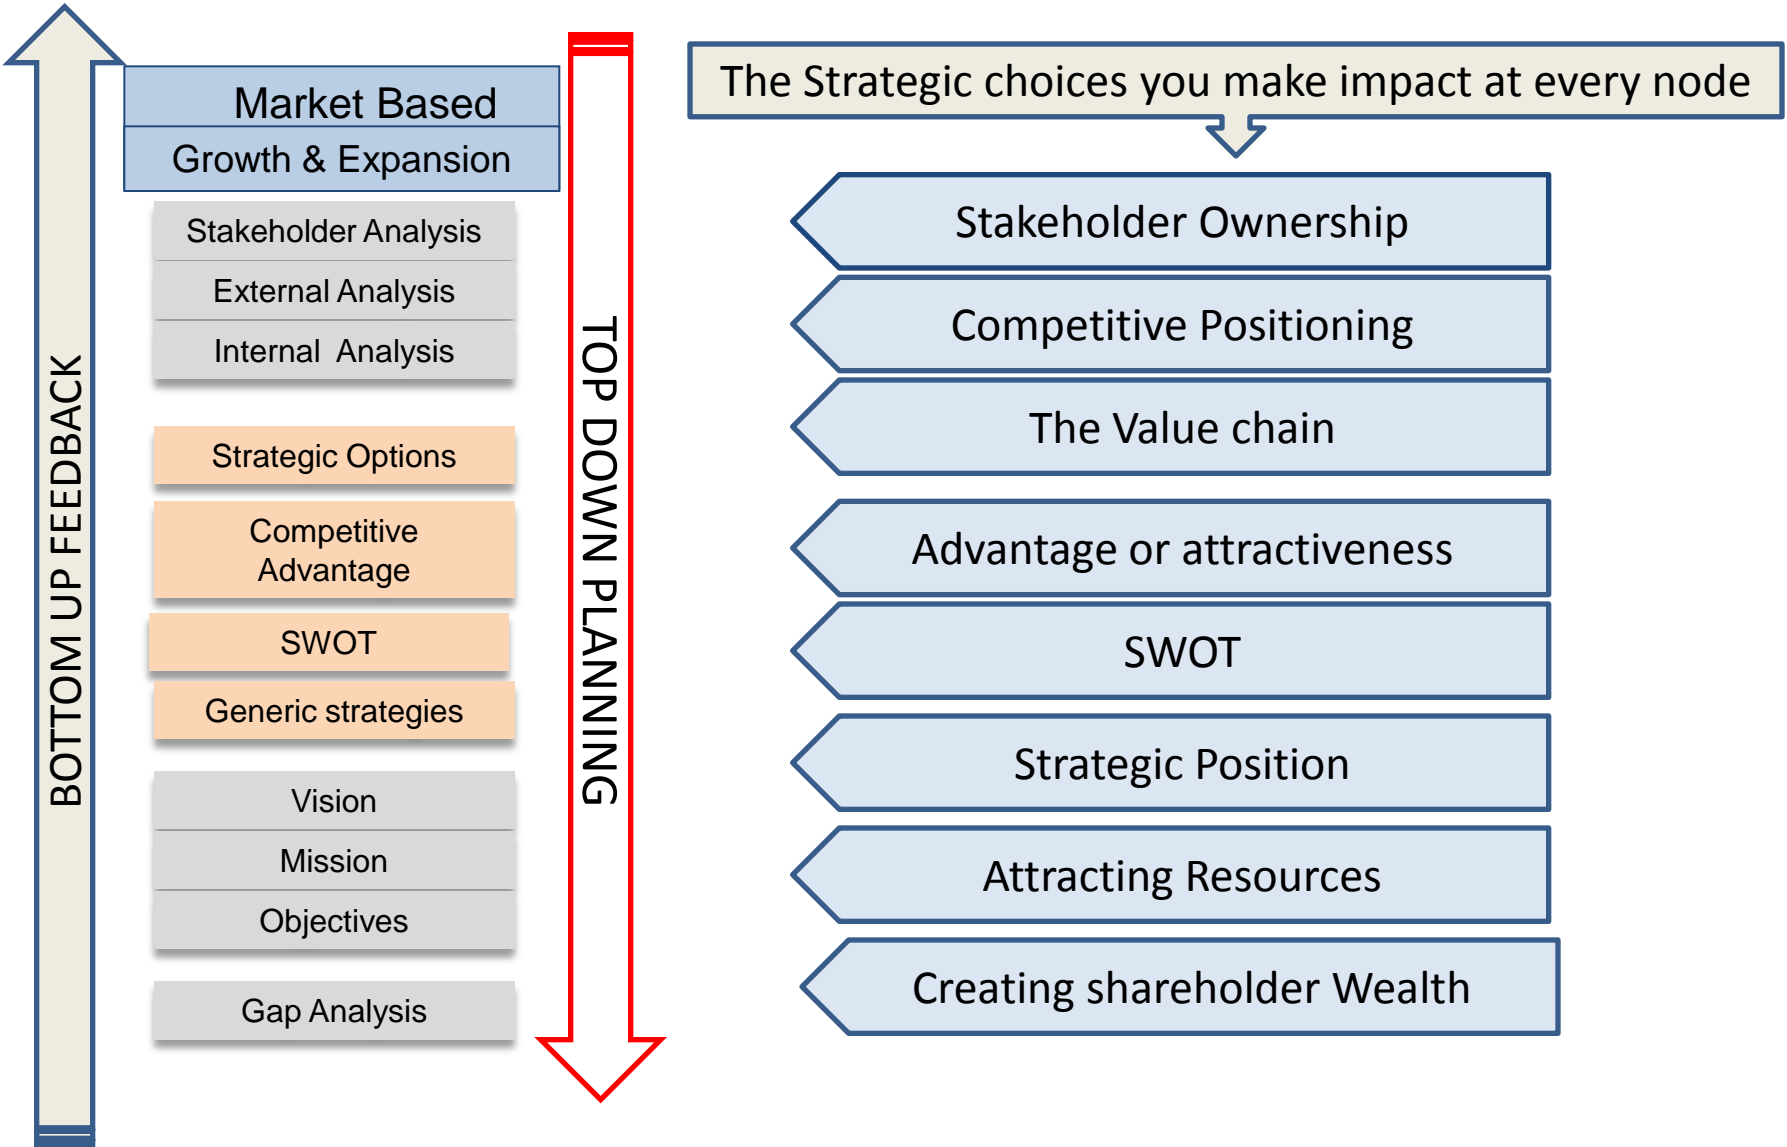 BOTTOM UP FEEDBACK
Market Based
Growth & Expansion
Stakeholder Analysis
External Analysis
Internal Analysis
Strategic Options
Competitive
Advantage
SWOT
Generic strategies
Vision
Mission
Objectives
Gap Analysis
TOP DOWN PLANNING
The Strategic choices you make impact at every node
Stakeholder Ownership
Competitive Positioning
The Value chain
Advantage or attractiveness
SWOT
Strategic Position
Attracting Resources
Creating shareholder Wealth